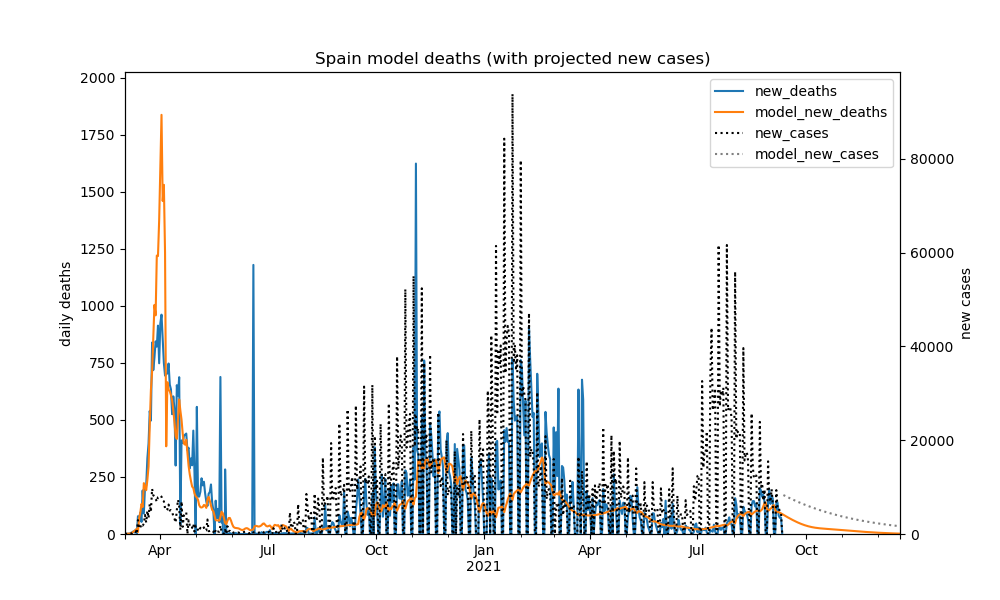 Spain model deaths (with projected new cases)
2000
1750
1500
1250
1000
750
500
250
0
daily deaths
new_deaths
model_new_deaths
new_cases
model_new_cases
80000
60000
40000
20000
0
new cases
Apr Jul Oct Jan Apr Jul Oct
2021